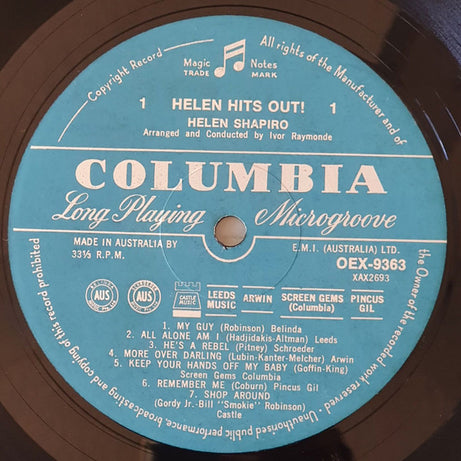 Copyright Record
Magic Notes
TRADE MARK
All rights of the Manufacturer and of
the Owner of the recorded work reserved
Unauthorised public performance, broadcasting and copying of this record prohibited
1 HELEN HITS OUT! 1
HELEN SHAPIRO
Arranged and Conducted by Ivor Raymonde
COLUMBIA
Long Playing Microgroove
MADE IN AUSTRALIA BY E.M.I. (AUSTRALIA) LTD.
33⅓ R.P.M. OEX-9363
XAX2693
AUS AUS CASTLE MUSIC LEEDS MUSIC ARWIN SCREEN GEMS (Columbia) PINCUS GIL
1. MY GUY (Robinson) Belinda
2. ALL ALONE AM I (Hadjidakis-Altman) Leeds
3. HE'S A REBEL (Pitney) Schroeder
4. MORE OVER DARLING (Lubin-Kanter-Melcher) Arwin
5. KEEP YOUR HANDS OFF MY BABY (Goffin-King)
Screen Gems Columbia
6. REMEMBER ME (Coburn) Pincus Gil
7. SHOP AROUND
(Gordy Jr. Bill "Smokie" Robinson)
Castle